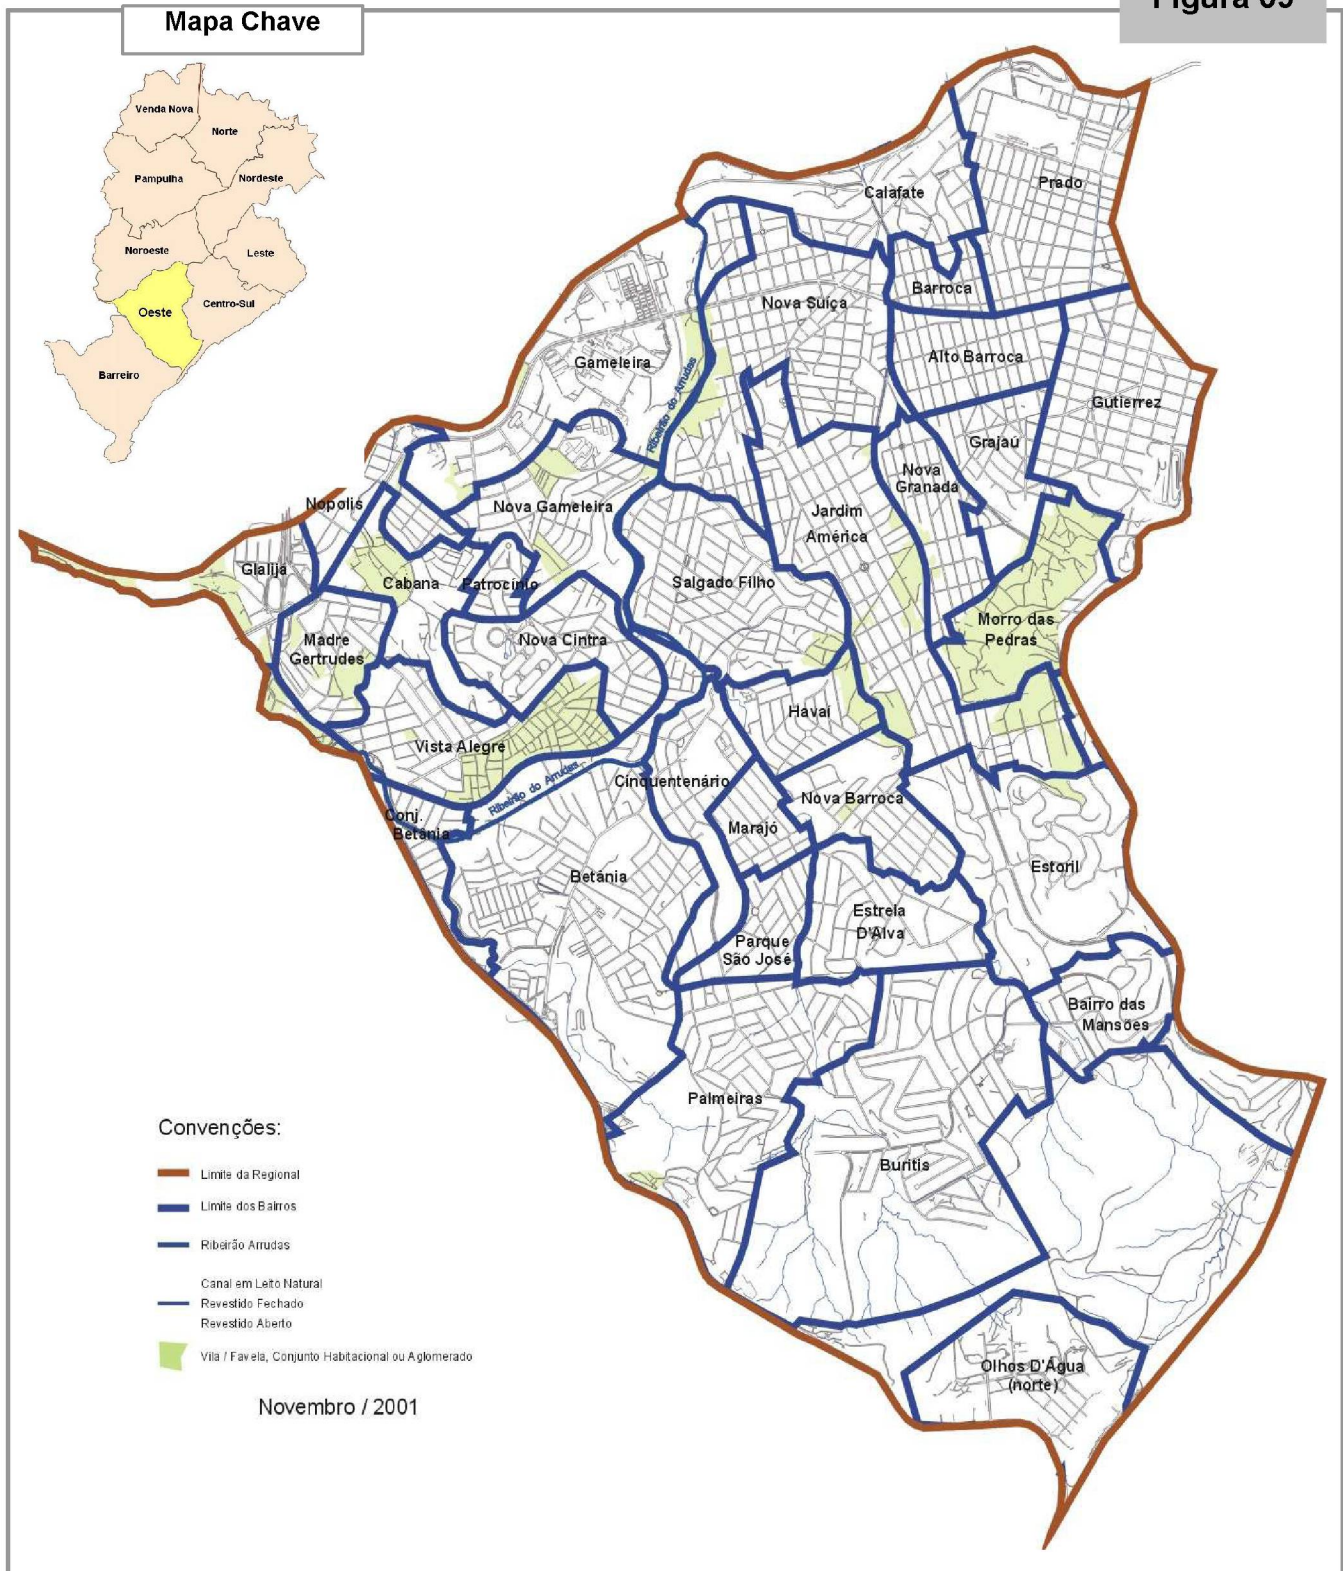 Mapa Chave
Figura 09
Venda Nova
Norte
Pampulha
Nordeste
Noroeste
Leste
Oeste
Centro-Sul
Barreiro
Prado
Calafate
Barroca
Nova Suíça
Alto Barroca
Gameleira
Ribeirão do Arrudas
Gutierrez
Grajaú
Nova
Granada
Nopolis
Nova Gameleira
Jardim
América
Glalija
Cabana
Patrocínio
Salgado Filho
Morro das
Pedras
Madre
Gertrudes
Nova Cintra
Havaí
Vista Alegre
Ribeirão do Arrudas
Cinquentenário
Nova Barroca
Conj.
Betânia
Marajó
Estoril
Betânia
Estrela
D'Alva
Parque
São José
Bairro das
Mansões
Palmeiras
Buritis
Olhos D'Água
(norte)
Convenções:
Limite da Regional
Limite dos Bairros
Ribeirão Arrudas
Canal em Leito Natural
Revestido Fechado
Revestido Aberto
Vila / Favela, Conjunto Habitacional ou Aglomerado
Novembro / 2001